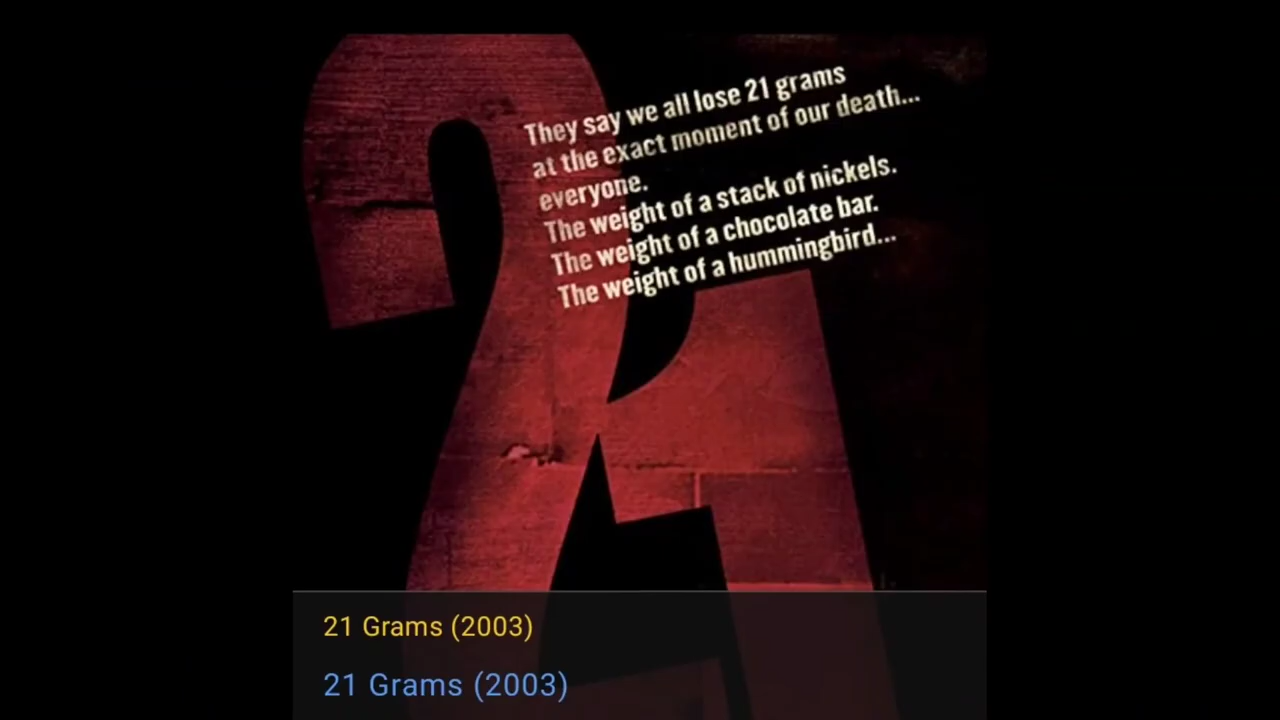 21
They say we all lose 21 grams
at the exact moment of our death...
everyone.
The weight of a stack of nickels.
The weight of a chocolate bar.
The weight of a hummingbird...
21 Grams (2003)
21 Grams (2003)